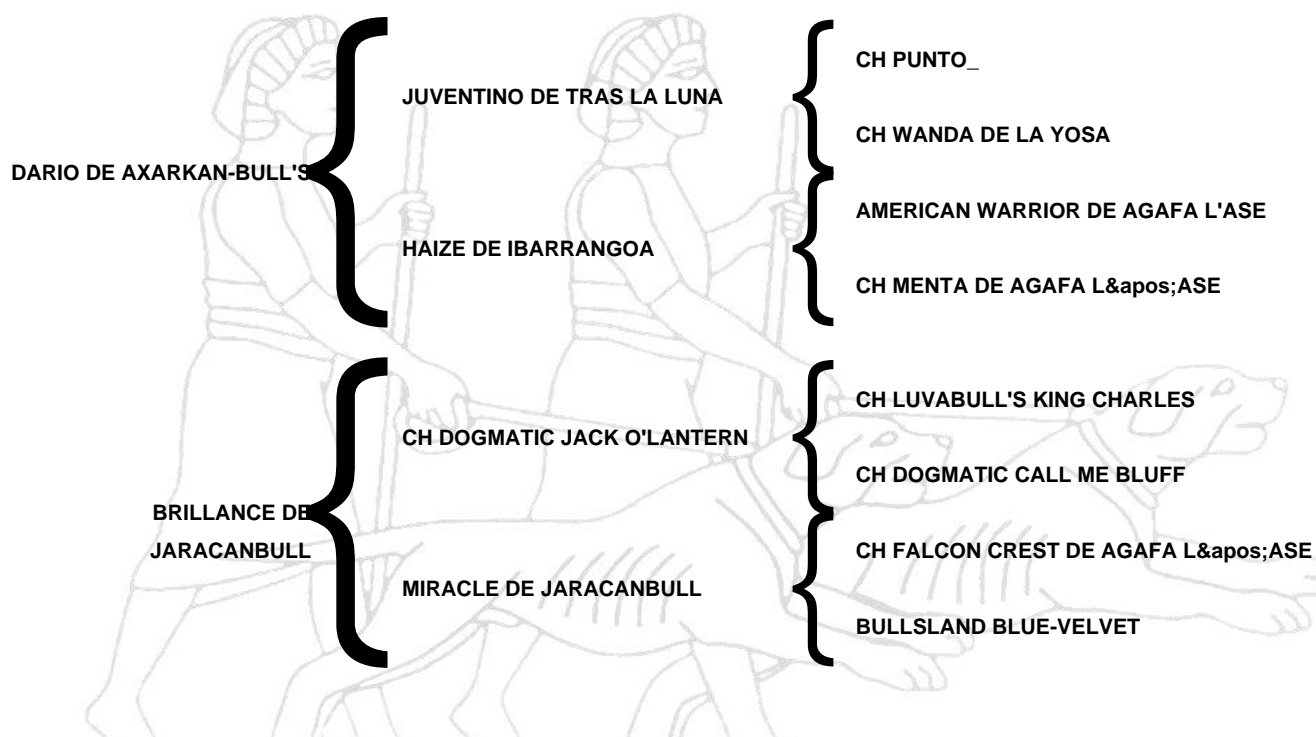 CH PUNTO_
JUVENTINO DE TRAS LA LUNA
CH WANDA DE LA YOSA
DARIO DE AXARKAN-BULL'S
AMERICAN WARRIOR DE AGAFA L'ASE
HAIZE DE IBARRANGOA
CH MENTA DE AGAFA L&apos;ASE
CH LUVABULL'S KING CHARLES
CH DOGMATIC JACK O'LANTERN
CH DOGMATIC CALL ME BLUFF
BRILLANCE DE
JARACANBULL
CH FALCON CREST DE AGAFA L&apos;ASE
MIRACLE DE JARACANBULL
BULLSLAND BLUE-VELVET